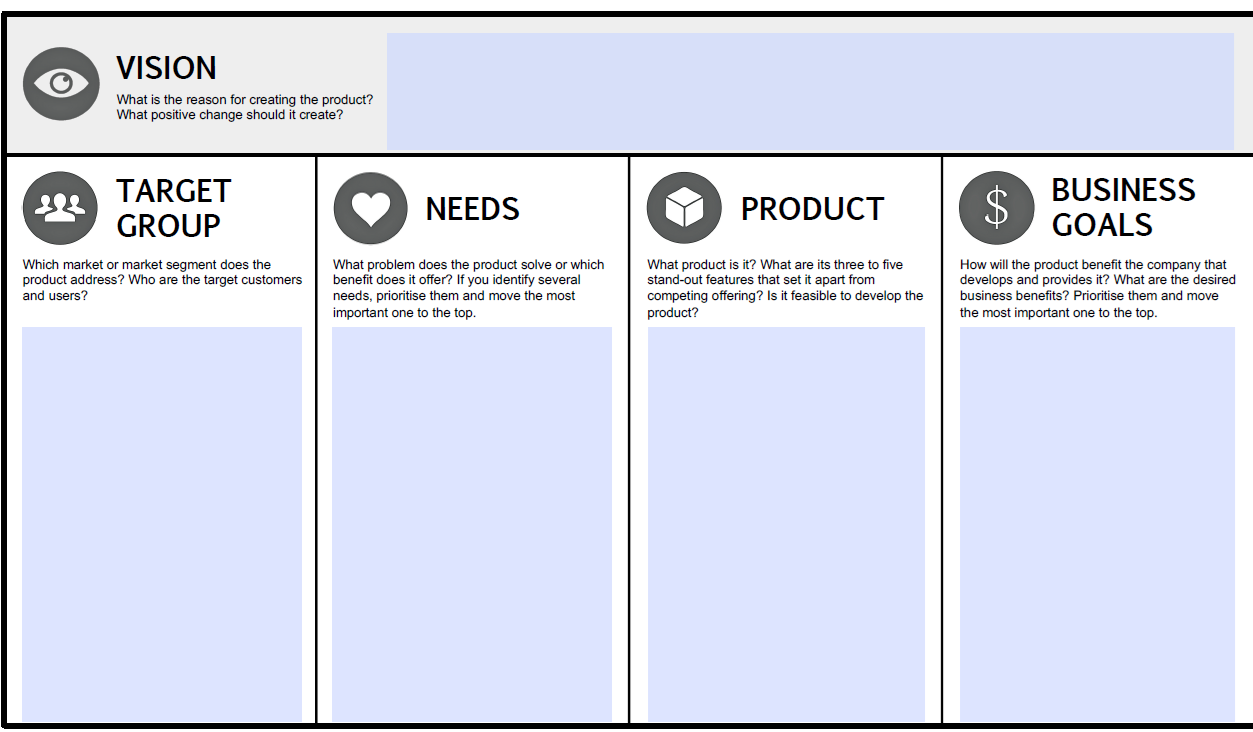 VISION
What is the reason for creating the product?
What positive change should it create?
TARGET
GROUP
Which market or market segment does the
product address? Who are the target customers
and users?
NEEDS
What problem does the product solve or which
benefit does it offer? If you identify several
needs, prioritise them and move the most
important one to the top.
PRODUCT
What product is it? What are its three to five
stand-out features that set it apart from
competing offering? Is it feasible to develop the
product?
$
BUSINESS
GOALS
How will the product benefit the company that
develops and provides it? What are the desired
business benefits? Prioritise them and move
the most important one to the top.